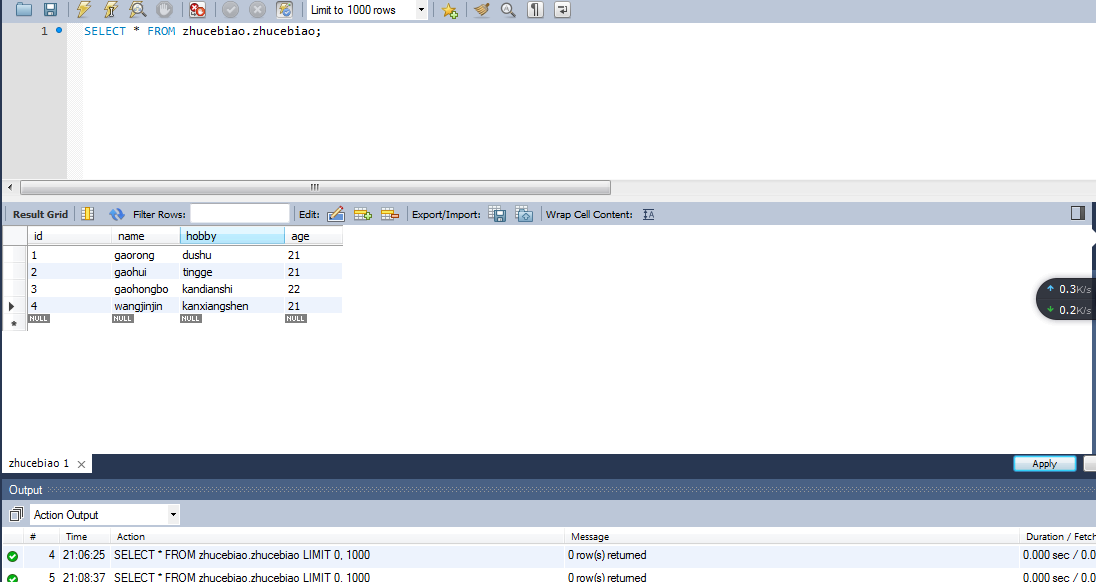 Limit to 1000 rows
1 SELECT * FROM zhucebiao.zhucebiao;
Result Grid Filter Rows: Edit: Export/Import: Wrap Cell Content:
id name hobby age
1 gaorong dushu 21
2 gaohui tingge 21
3 gaohongbo kandianshi 22
4 wangjinjin kanxiangshen 21
NULL NULL NULL NULL
0.3K/s
0.2K/s
zhucebiao 1
Apply
Output
Action Output
# Time Action Message Duration / Fetch
4 21:06:25 SELECT * FROM zhucebiao.zhucebiao LIMIT 0, 1000 0 row(s) returned 0.000 sec / 0.0
5 21:08:37 SELECT * FROM zhucebiao.zhucebiao LIMIT 0, 1000 0 row(s) returned 0.000 sec / 0.0